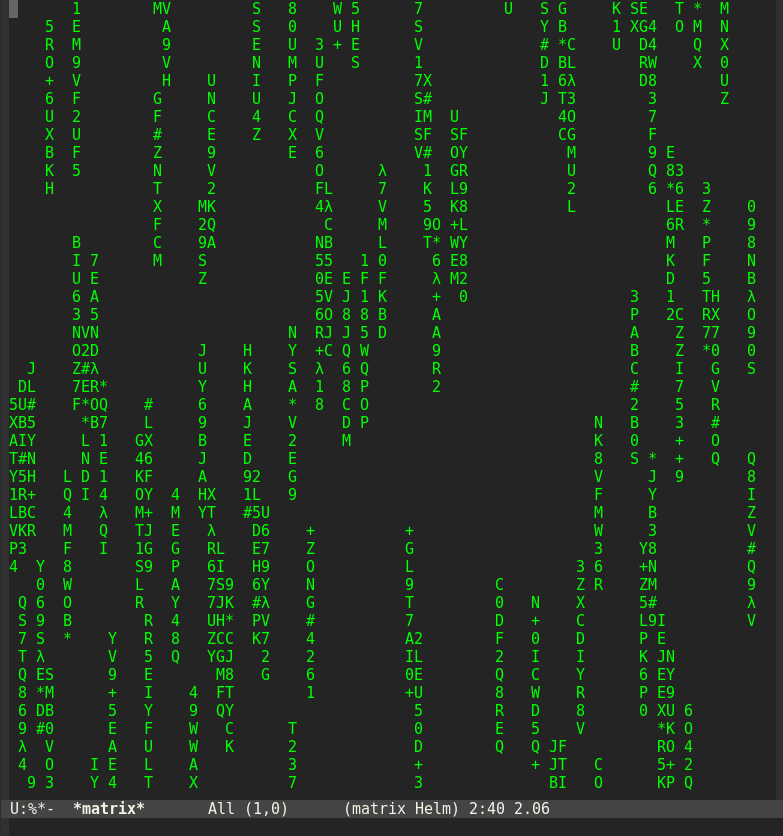 1 MV S 8 W 5 7 U S G K SE T * M
5 E A S 0 U H S Y B 1 XG4 O M N
R M 9 E U 3 + E V # *C U D4 Q X
O 9 V N M U S 1 D BL RW X 0
+ V H U I P F 7X 1 6λ D8 U
6 F G N U J O S# J T3 3 Z
U 2 F# C 4 C Q IM U 4O 7
X U # E Z X V SF SF CG F
B F Z 9 E 6 V# OY M 9 E
K 5 N V O λ 1 GR U Q 83
H T 2 FL 7 K L9 2 6 *6 3
X MK 4λ V 5 K8 L LE Z 0
F 2Q C M 9O +L 6R * 9
B C 9A NB L T* WY M P 8
I 7 M S 55 1 0 6 E8 K F N
U E Z 0E E F F λ M2 D 5 B
6 A 5V J 1 K + 0 3 1 TH λ
3 5 6O 8 8 B A P 2C RX O
NVN N RJ J 5 D A A Z 77 9
J O2D J H Y +C Q W 9 B Z *0 0
J Z#λ U K S λ 6 Q R C I G S
DL 7ER* Y H A 1 8 P 2 # 7 V
5U# F*OQ # 6 A * 8 C O 2 5 R
XB5 *B7 L 9 J V D P N B 3 #
AIY L 1 GX B E 2 M K 0 + O
T#N N E 46 J D E 8 S * + Q Q
Y5H L D 1 KF A 92 G V J 9 8
1R+ Q I 4 OY 4 HX 1L 9 F Y I
LBC 4 λ M+ M YT #5U M B Z
VKR M Q TJ E λ D6 + + W 3 V
P3 F I 1G G RL E7 Z G 3 Y8 #
4 Y 8 S9 P 6I H9 O L 3 6 +N Q
0 W L A 7S9 6Y N 9 C Z R ZM 9
Q 6 O R Y 6JK #λ G T 0 N X 5# λ
S 9 B R 4 7UH* PV # 7 D + C L9I V
7 S * Y R 8 ZCC K7 4 A2 F 0 D P E
T λ V 5 Q YGJ 2 2 IL 2 I I K JN
Q ES 9 E M8 G 6 0E Q C Y 6 EY
8 *M + I 4 FT 1 +U 8 W R P E9
6 DB 5 Y 9 QY 5 R D 8 0 XU 6
9 #0 E F W C T 0 E 5 V *K O
λ V A U W K 2 D Q Q JF RO 4
4 O I E L A 3 + + JT C 5+ 2
9 3 Y 4 T X 7 3 BI O KP Q
U:%*- *matrix* All (1,0) (matrix Helm) 2:40 2.06